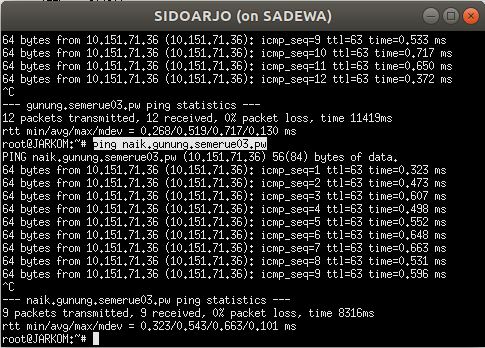 SIDOARJO (on SADEWA)
64 bytes from 10.151.71.36 (10.151.71.36): icmp_seq=9 ttl=63 time=0.533 ms
64 bytes from 10.151.71.36 (10.151.71.36): icmp_seq=10 ttl=63 time=0.717 ms
64 bytes from 10.151.71.36 (10.151.71.36): icmp_seq=11 ttl=63 time=0.650 ms
64 bytes from 10.151.71.36 (10.151.71.36): icmp_seq=12 ttl=63 time=0.372 ms
^C
--- gunung.semerue03.pw ping statistics ---
12 packets transmitted, 12 received, 0% packet loss, time 11419ms
rtt min/avg/max/mdev = 0.268/0.519/0.717/0.130 ms
root@JARKOM:~# ping naik.gunung.semerue03.pw
PING naik.gunung.semerue03.pw (10.151.71.36) 56(84) bytes of data.
64 bytes from 10.151.71.36 (10.151.71.36): icmp_seq=1 ttl=63 time=0.323 ms
64 bytes from 10.151.71.36 (10.151.71.36): icmp_seq=2 ttl=63 time=0.473 ms
64 bytes from 10.151.71.36 (10.151.71.36): icmp_seq=3 ttl=63 time=0.607 ms
64 bytes from 10.151.71.36 (10.151.71.36): icmp_seq=4 ttl=63 time=0.498 ms
64 bytes from 10.151.71.36 (10.151.71.36): icmp_seq=5 ttl=63 time=0.552 ms
64 bytes from 10.151.71.36 (10.151.71.36): icmp_seq=6 ttl=63 time=0.648 ms
64 bytes from 10.151.71.36 (10.151.71.36): icmp_seq=7 ttl=63 time=0.663 ms
64 bytes from 10.151.71.36 (10.151.71.36): icmp_seq=8 ttl=63 time=0.531 ms
64 bytes from 10.151.71.36 (10.151.71.36): icmp_seq=9 ttl=63 time=0.596 ms
^C
--- naik.gunung.semerue03.pw ping statistics ---
9 packets transmitted, 9 received, 0% packet loss, time 8316ms
rtt min/avg/max/mdev = 0.323/0.543/0.663/0.101 ms
root@JARKOM:~#